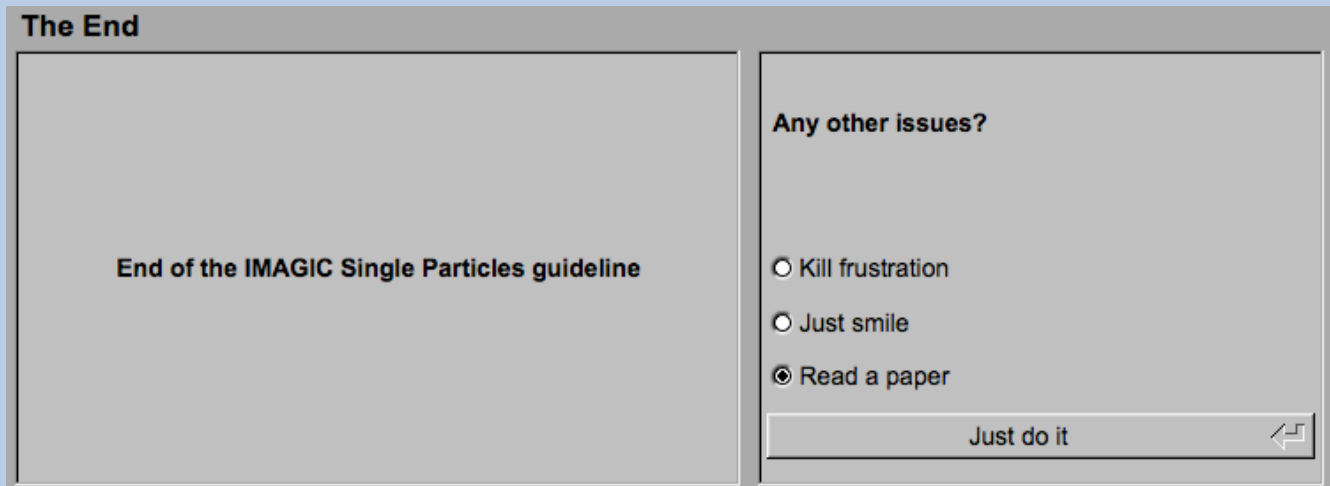 The End
End of the IMAGIC Single Particles guideline
Any other issues?
Kill frustration
Just smile
Read a paper
Just do it